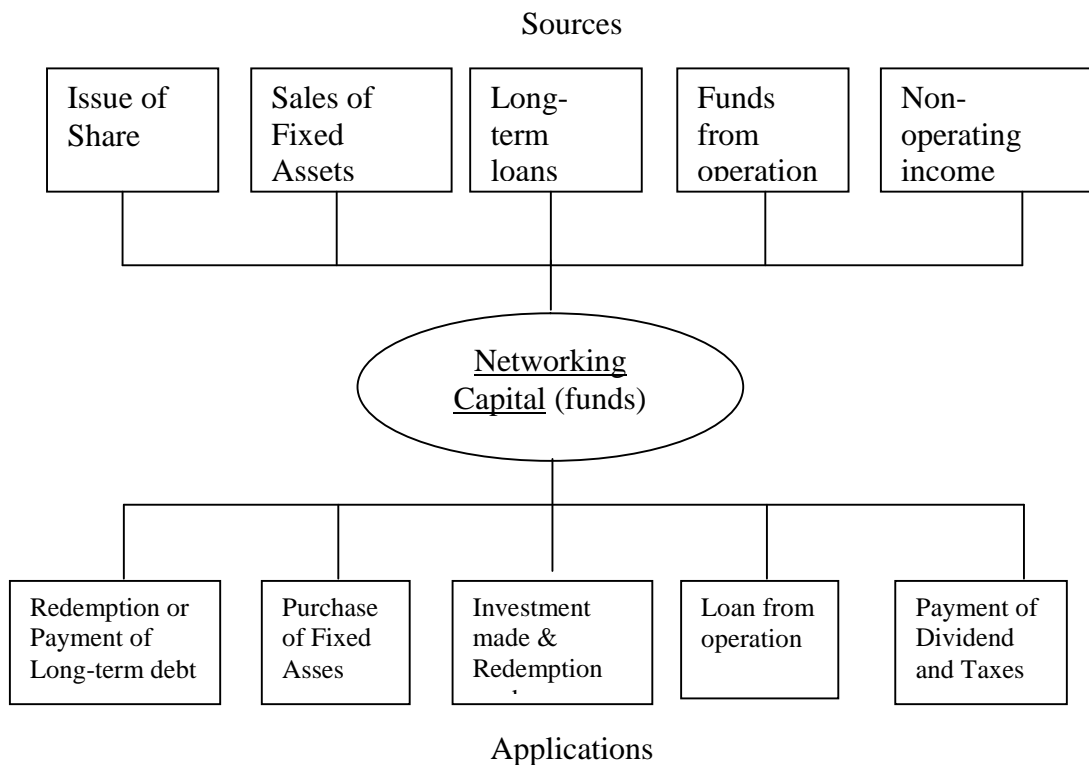 Sources
Issue of
Share
Sales of
Fixed
Assets
Long-
term
loans
Funds
from
operation
Non-
operating
income
Networking
Capital (funds)
Redemption or
Payment of
Long-term debt
Purchase
of Fixed
Asses
Investment
made &
Redemption
Loan from
operation
Payment of
Dividend
and Taxes
Applications